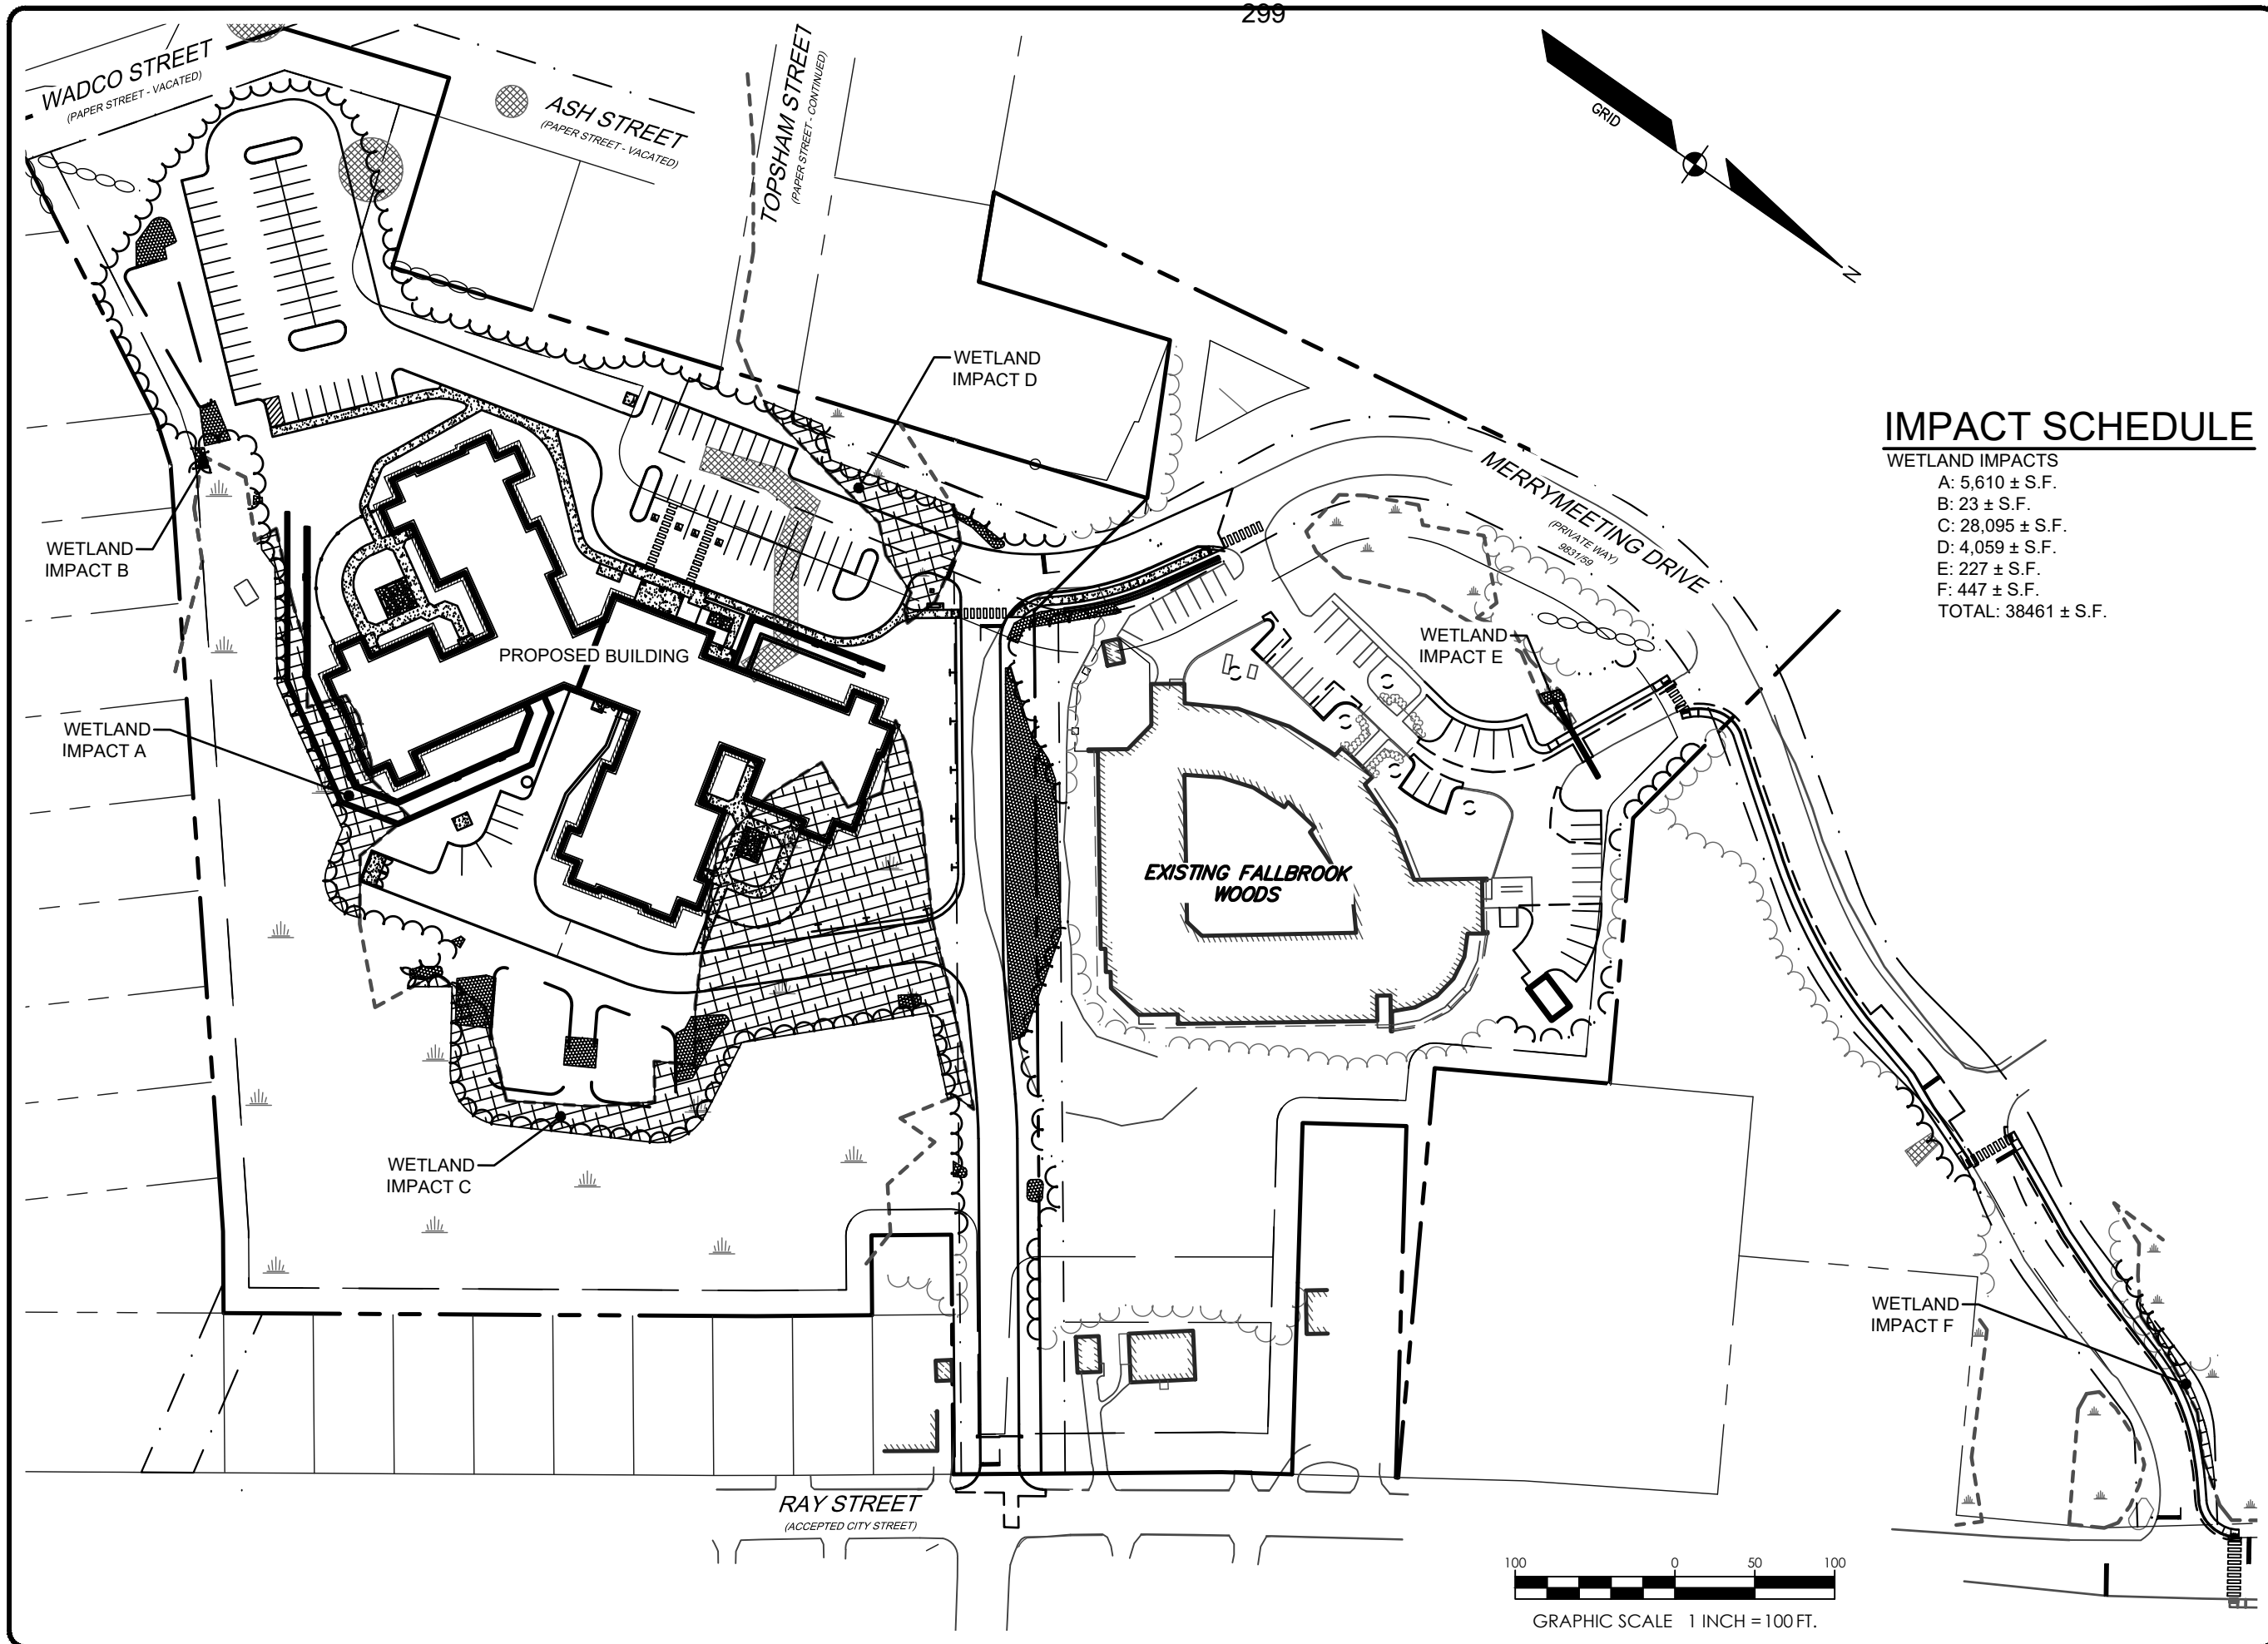 299
WADCO STREET
(PAPER STREET - VACATED)
ASH STREET
(PAPER STREET - VACATED)
TOPSHAM STREET
(PAPER STREET - CONTINUED)
GRID
N
WETLAND
IMPACT D
IMPACT SCHEDULE
WETLAND IMPACTS
A: 5,610 ± S.F.
B: 23 ± S.F.
C: 28,095 ± S.F.
D: 4,059 ± S.F.
E: 227 ± S.F.
F: 447 ± S.F.
TOTAL: 38461 ± S.F.
MERRYMEETING DRIVE
(PRIVATE WAY)
9831/59
WETLAND
IMPACT B
WETLAND
IMPACT E
PROPOSED BUILDING
WETLAND
IMPACT A
EXISTING FALLBROOK
WOODS
WETLAND
IMPACT C
WETLAND
IMPACT F
RAY STREET
(ACCEPTED CITY STREET)
100 0 50 100
GRAPHIC SCALE 1 INCH = 100 FT.